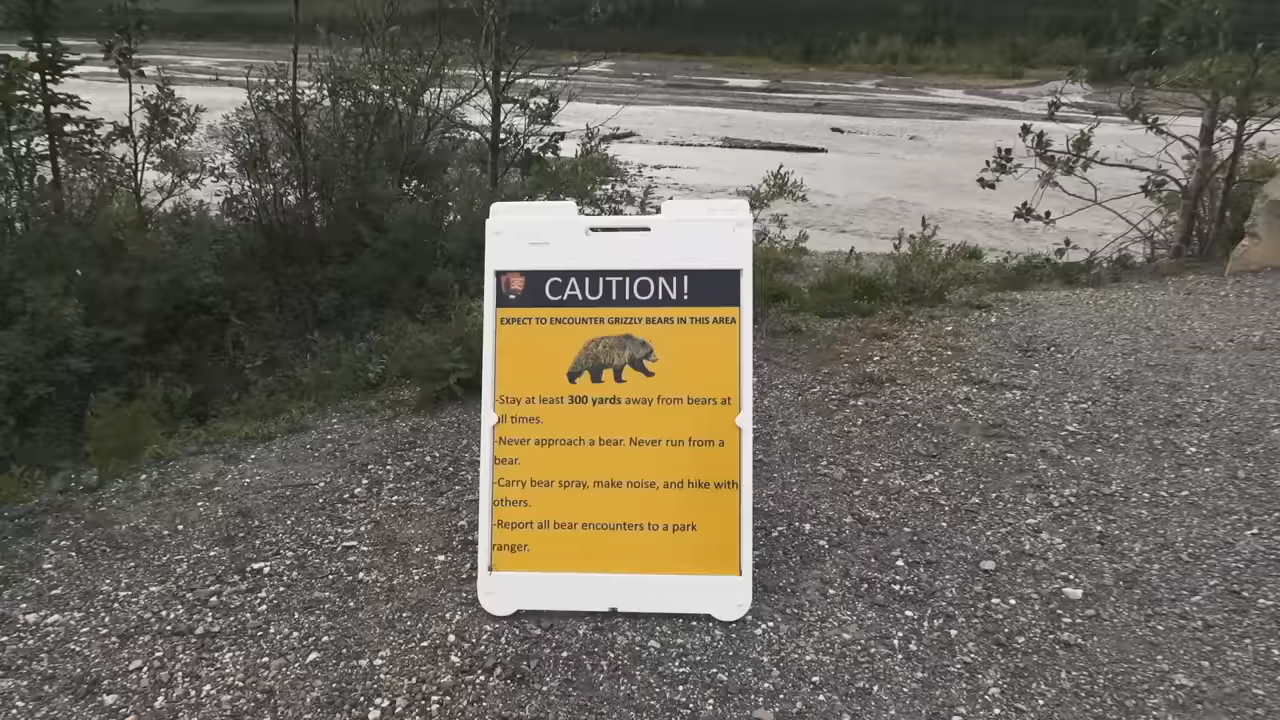 CAUTION!
EXPECT TO ENCOUNTER GRIZZLY BEARS IN THIS AREA
-Stay at least 300 yards away from bears at
all times.
-Never approach a bear. Never run from a
bear.
-Carry bear spray, make noise, and hike with
others.
-Report all bear encounters to a park
ranger.